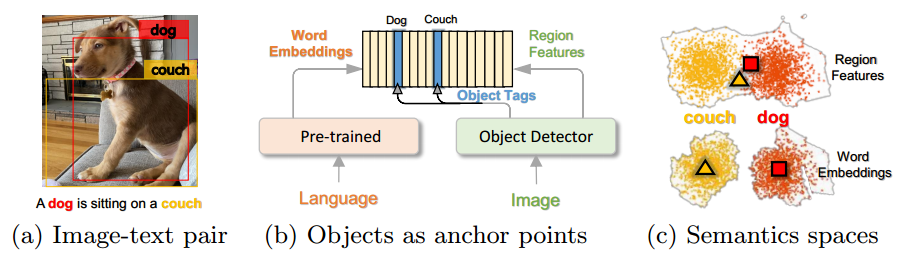 dog
couch
A dog is sitting on a couch
(a) Image-text pair
Dog
Couch
Word
Embeddings
Region
Features
Object Tags
Pre-trained
Object Detector
Language
Image
(b) Objects as anchor points
Region
Features
couch
dog
Word
Embeddings
(c) Semantics spaces